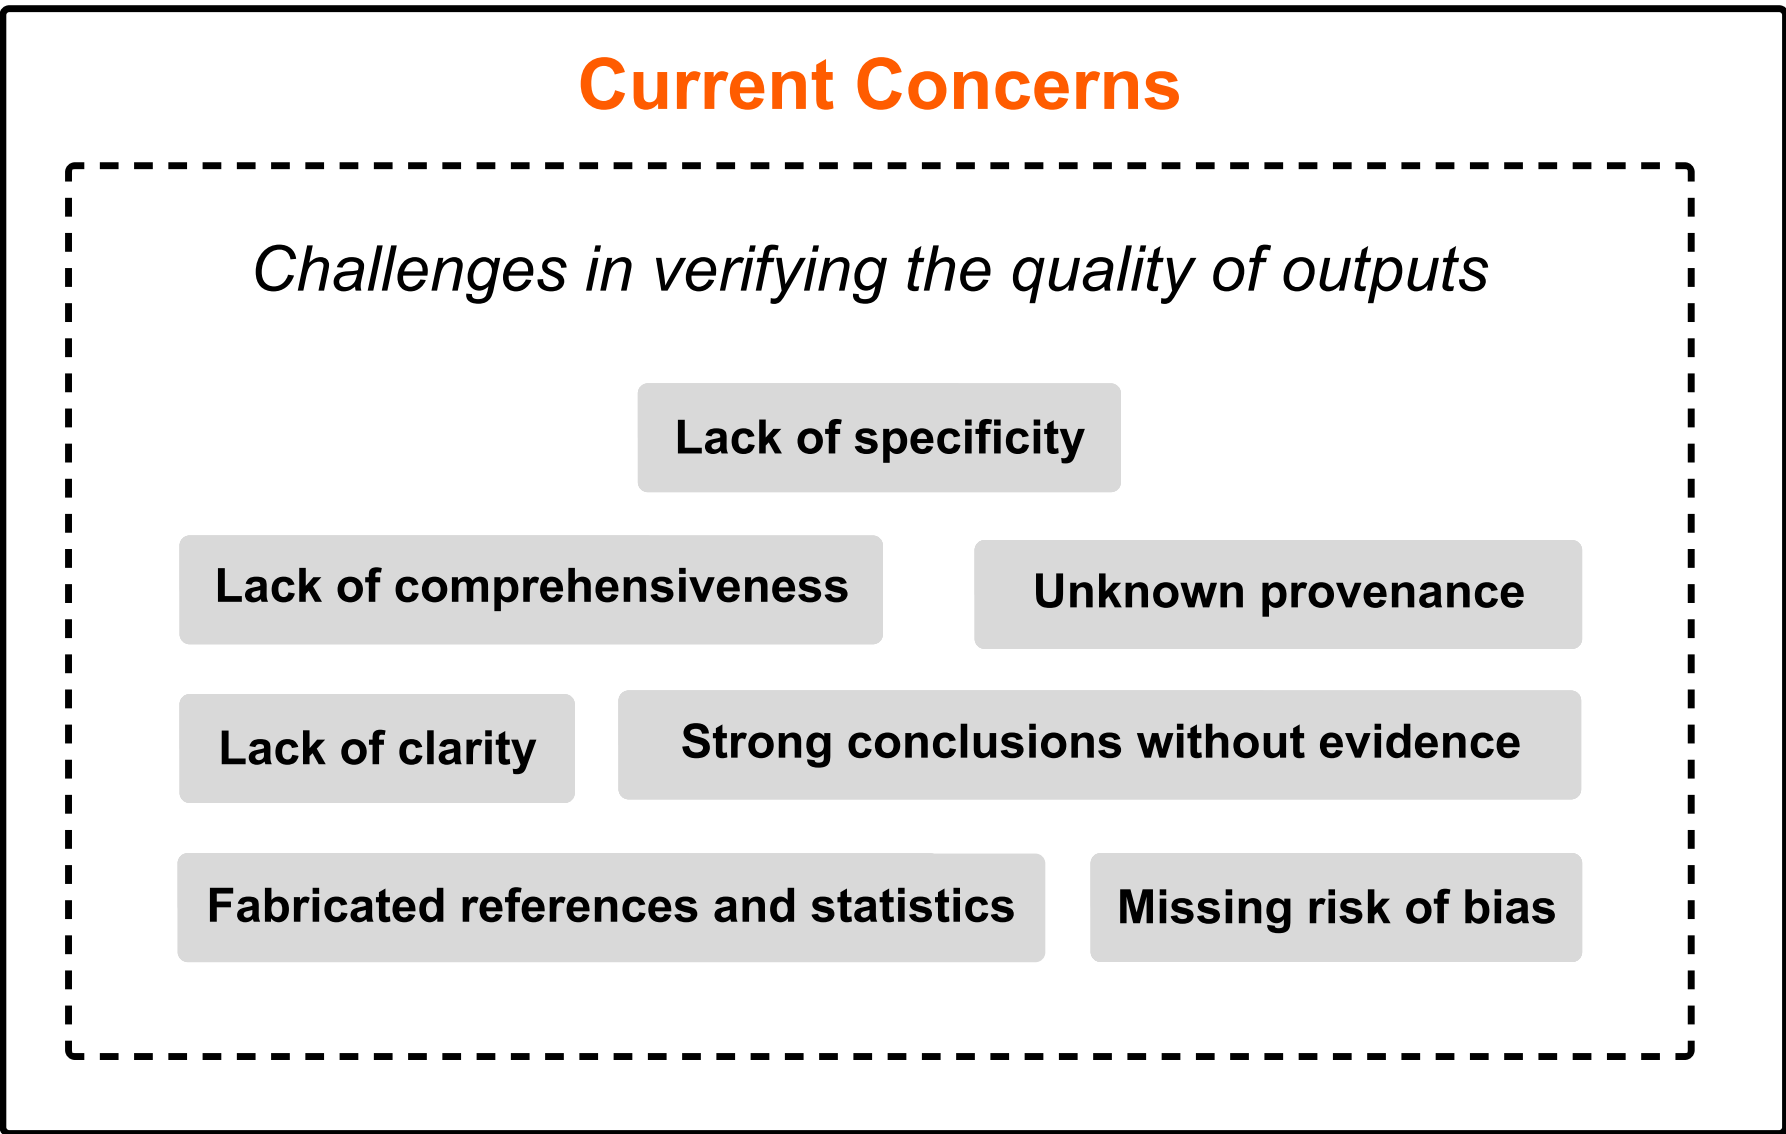 Current Concerns
Challenges in verifying the quality of outputs
Lack of specificity
Lack of comprehensiveness
Unknown provenance
Lack of clarity
Strong conclusions without evidence
Fabricated references and statistics
Missing risk of bias